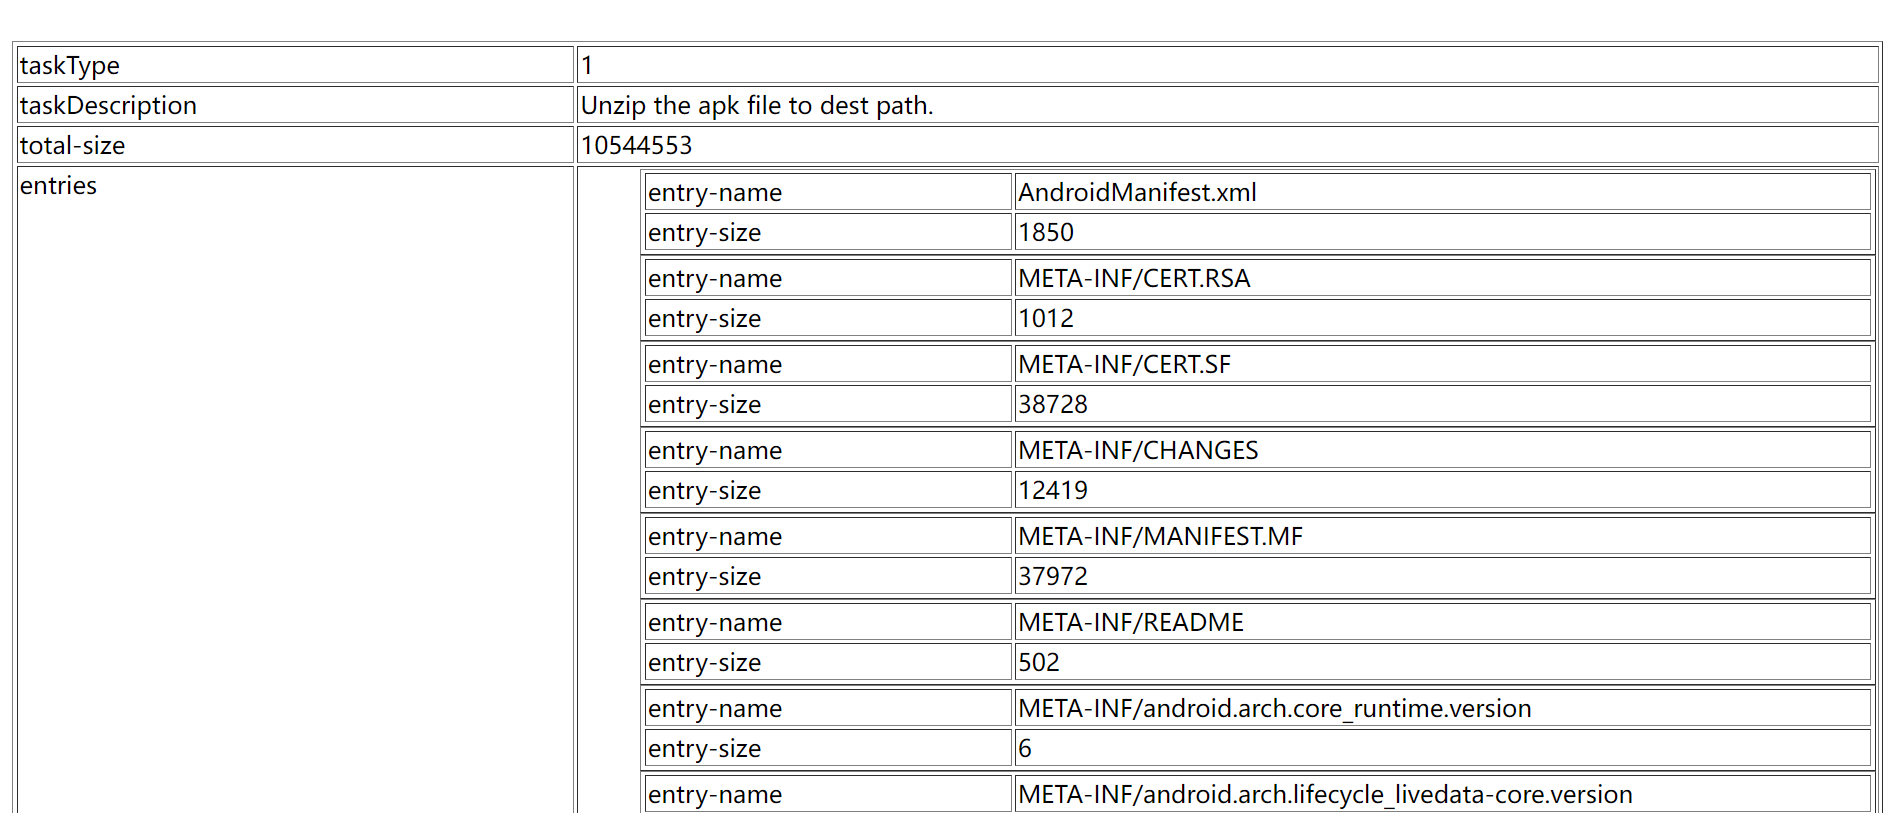 taskType 1
taskDescription Unzip the apk file to dest path.
total-size 10544553
entries
entry-name AndroidManifest.xml
entry-size 1850
entry-name META-INF/CERT.RSA
entry-size 1012
entry-name META-INF/CERT.SF
entry-size 38728
entry-name META-INF/CHANGES
entry-size 12419
entry-name META-INF/MANIFEST.MF
entry-size 37972
entry-name META-INF/README
entry-size 502
entry-name META-INF/android.arch.core_runtime.version
entry-size 6
entry-name META-INF/android.arch.lifecycle_livedata-core.version